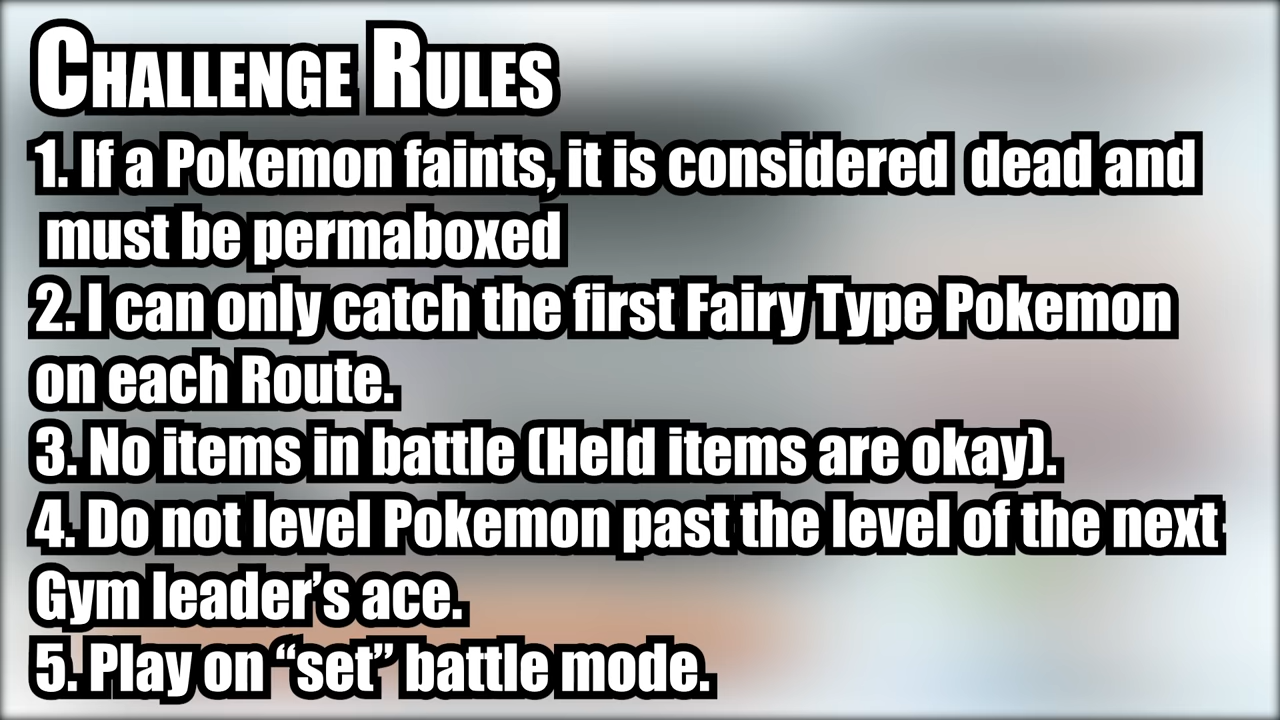 Challenge Rules
1. If a Pokemon faints, it is considered dead and
must be permaboxed
2. I can only catch the first Fairy Type Pokemon
on each Route.
3. No items in battle (Held items are okay).
4. Do not level Pokemon past the level of the next
Gym leader’s ace.
5. Play on “set” battle mode.